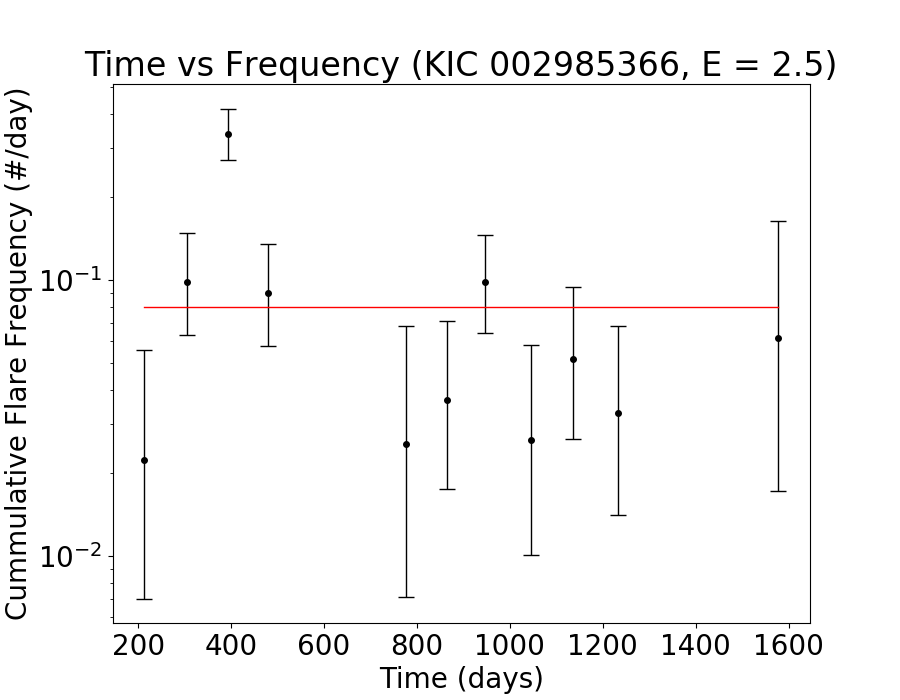 Time vs Frequency (KIC 002985366, E = 2.5)
Cummulative Flare Frequency (#/day)
10⁻¹
10⁻²
200 400 600 800 1000 1200 1400 1600
Time (days)